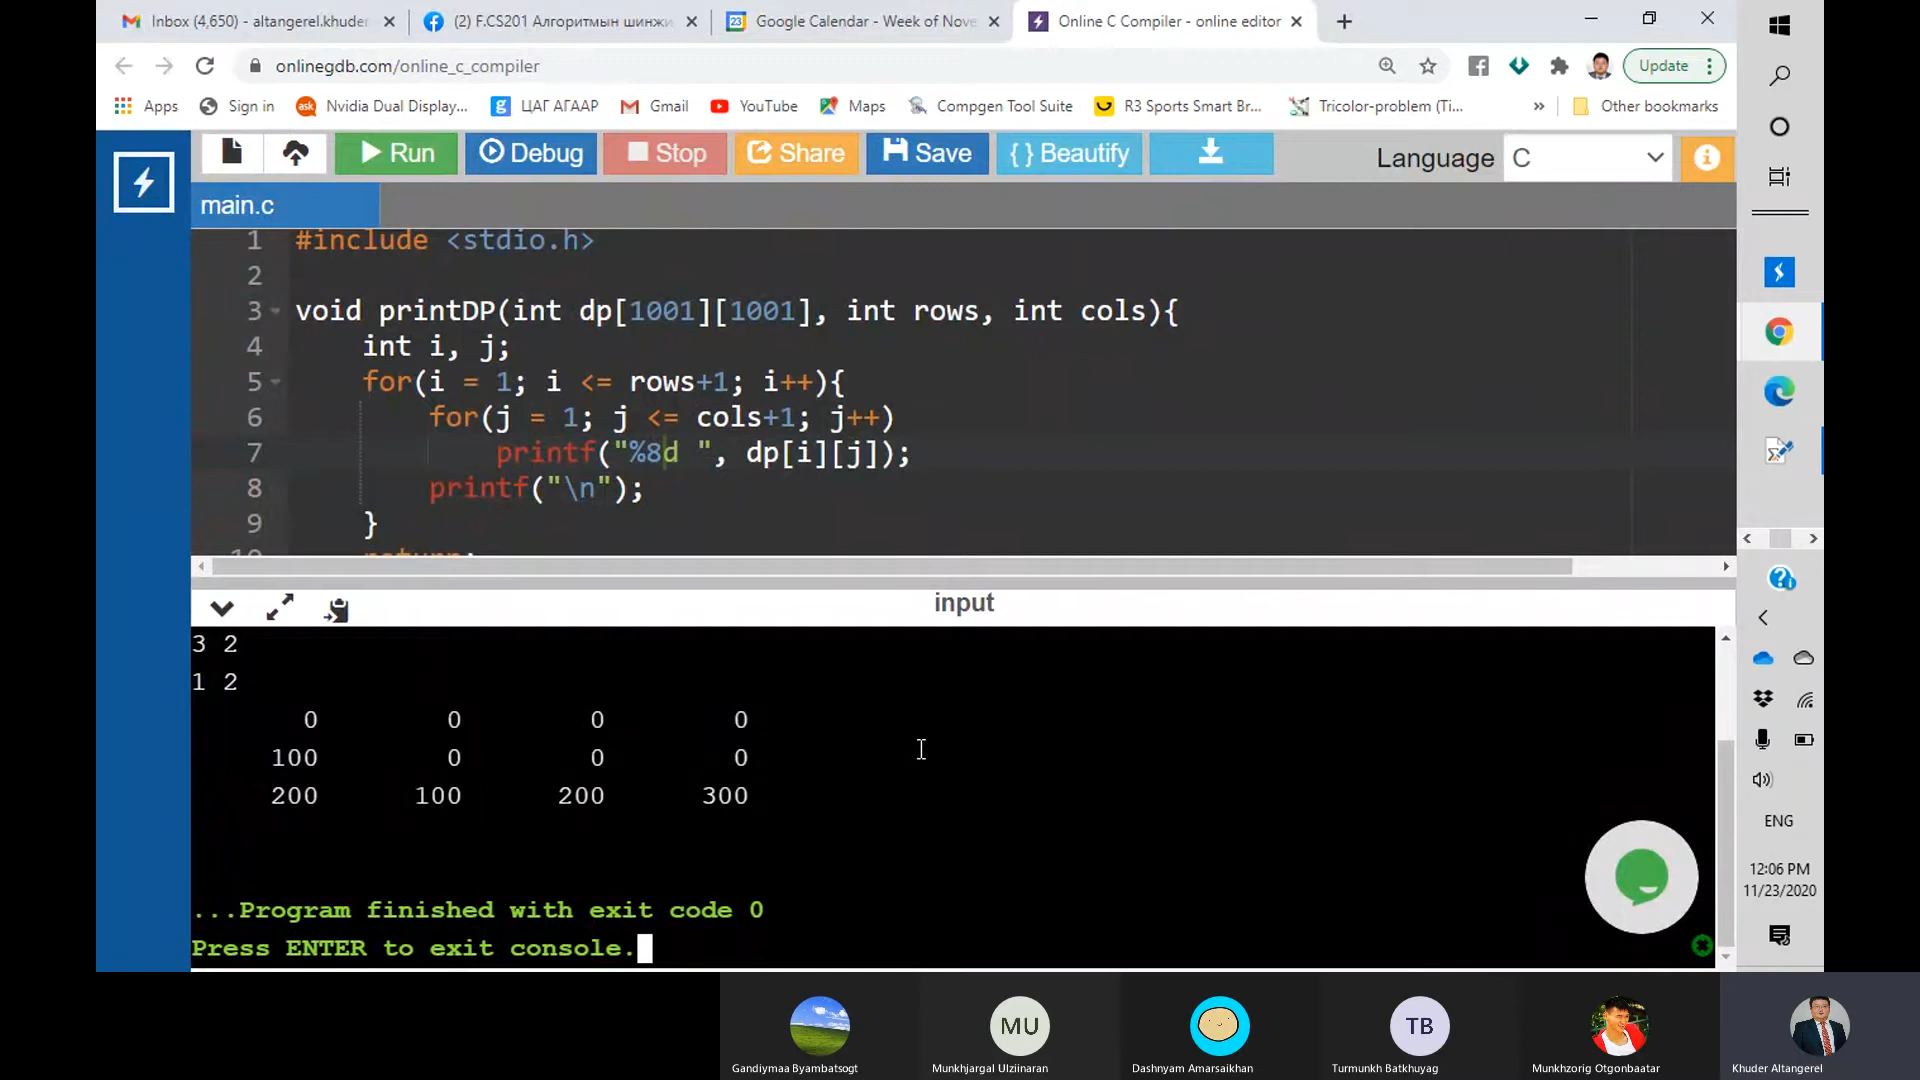 Inbox (4,650) - altangerel.khuder
(2) F.CS201 Алгоритмын шинжи
Google Calendar - Week of Nove
Online C Compiler - online editor
onlinegdb.com/online_c_compiler
Update
Apps
Sign in
Nvidia Dual Display...
ЦАГ АГААР
Gmail
YouTube
Maps
Compgen Tool Suite
R3 Sports Smart Br...
Tricolor-problem (Ti...
»
Other bookmarks
Run
Debug
Stop
Share
Save
{} Beautify
Language
C
main.c
1 #include <stdio.h>
2
3 void printDP(int dp[1001][1001], int rows, int cols){
4 int i, j;
5 for(i = 1; i <= rows+1; i++){
6 for(j = 1; j <= cols+1; j++)
7 printf("%8d ", dp[i][j]);
8 printf("\n");
9 }
10 return;
input
3 2
1 2
0 0 0 0
100 0 0 0
200 100 200 300
...Program finished with exit code 0
Press ENTER to exit console.
ENG
12:06 PM
11/23/2020
MU
TB
Gandiymaa Byambatsogt
Munkhjargal Ulziinaran
Dashnyam Amarsaikhan
Turmunkh Batkhuyag
Munkhzorig Otgonbaatar
Khuder Altangerel